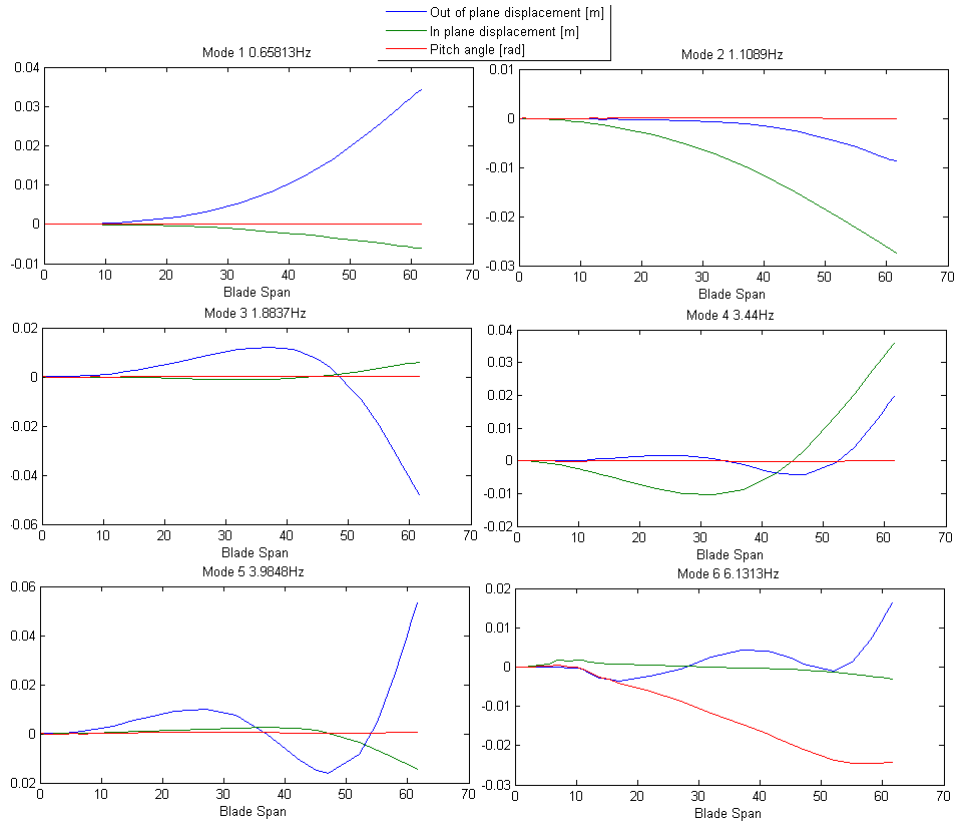 Out of plane displacement [m]
In plane displacement [m]
Pitch angle [rad]
Mode 1 0.65813Hz
0.04
0.03
0.02
0.01
0
-0.01
0 10 20 30 40 50 60 70
Blade Span
Mode 2 1.1089Hz
0.01
0
-0.01
-0.02
-0.03
0 10 20 30 40 50 60 70
Blade Span
Mode 3 1.8837Hz
0.02
0
0.02
0.04
0.06
0 10 20 30 40 50 60 70
Blade Span
Mode 4 3.44Hz
0.04
0.03
0.02
0.01
0
-0.01
-0.02
0 10 20 30 40 50 60 70
Blade Span
Mode 5 3.9848Hz
0.06
0.04
0.02
0
0.02
0 10 20 30 40 50 60 70
Blade Span
Mode 6 6.1313Hz
0.02
0.01
0
-0.01
-0.02
-0.03
0 10 20 30 40 50 60 70
Blade Span